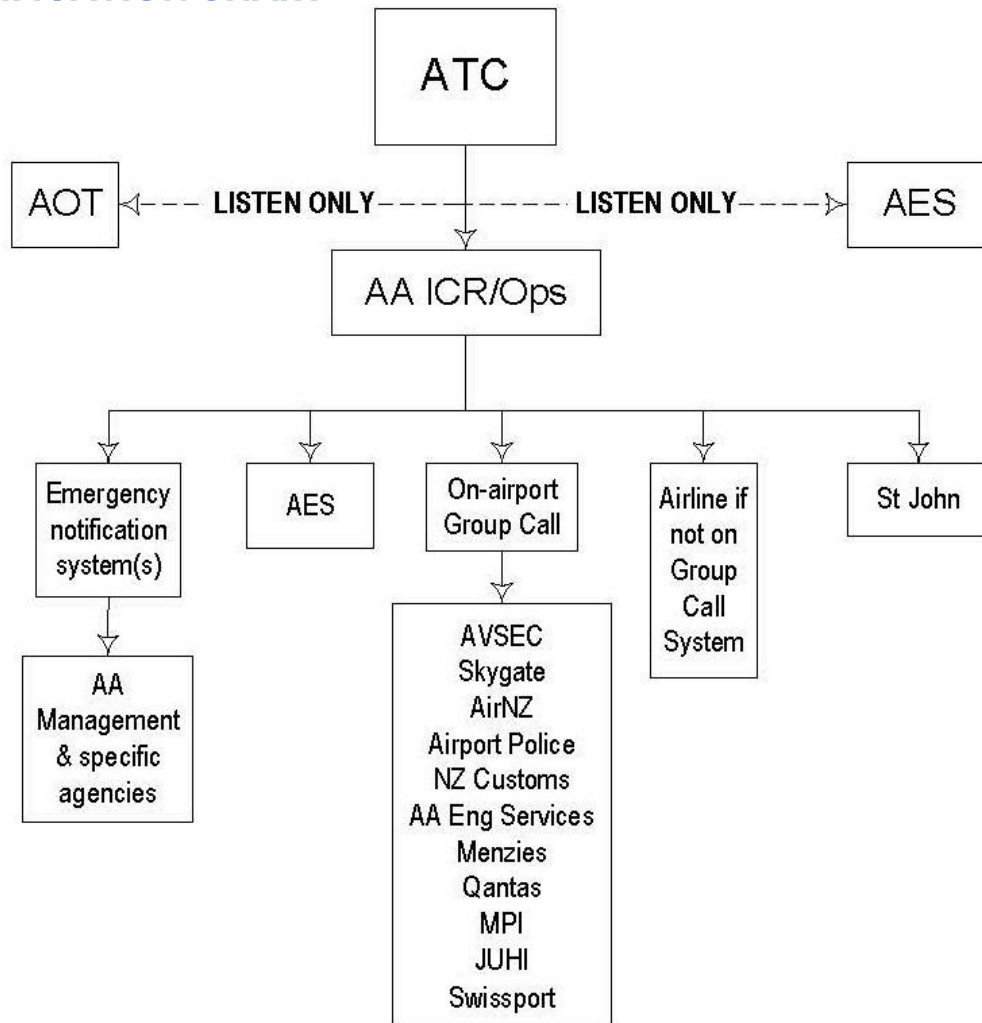 ATC
AOT
LISTEN ONLY
LISTEN ONLY
AES
AA ICR/Ops
Emergency
notification
system(s)
AES
On-airport
Group Call
Airline if
not on
Group
Call
System
St John
AA
Management
& specific
agencies
AVSEC
Skygate
AirNZ
Airport Police
NZ Customs
AA Eng Services
Menzies
Qantas
MPI
JUHI
Swissport